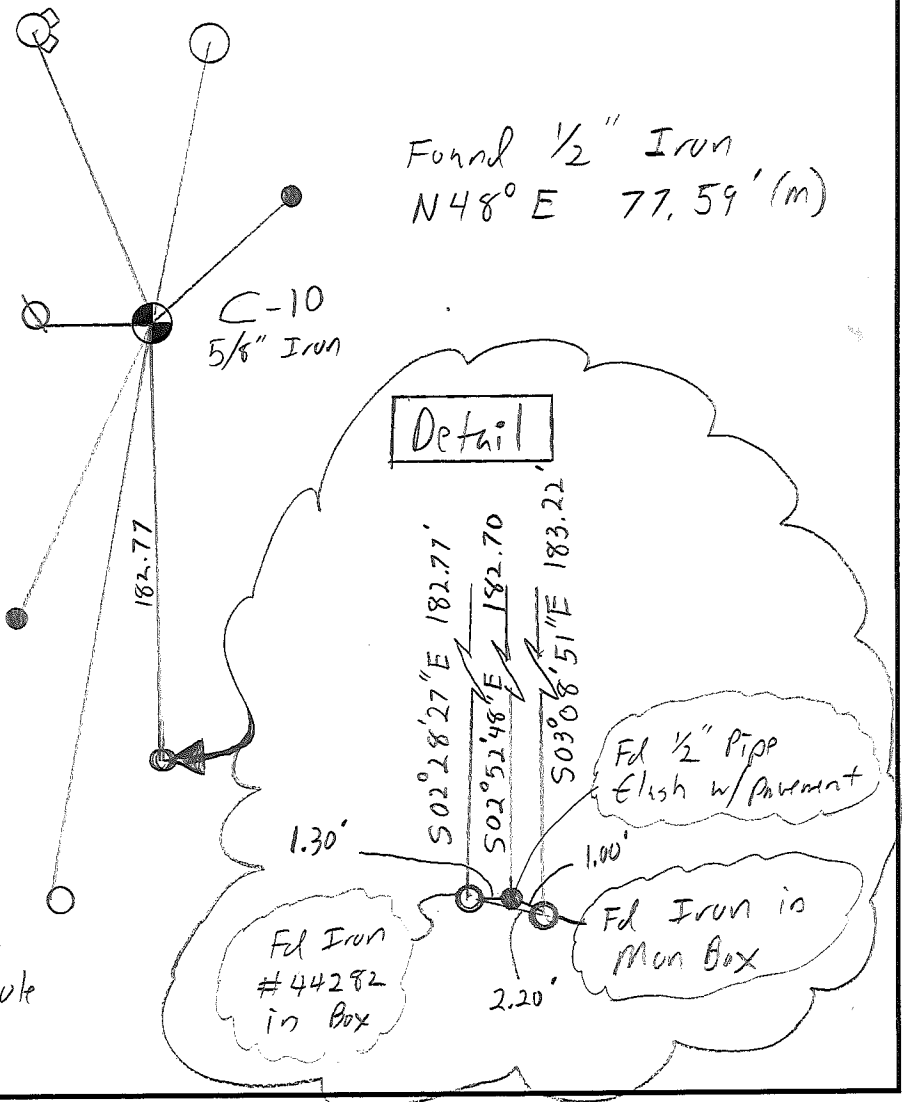 Found 1/2" Iron
N48° E 77.59' (m)
C-10
5/8" Iron
Detail
182.77
S02°28'27"E 182.77'
S02°52'48"E 182.70
S03°08'51"E 183.22'
Fd 1/2" Pipe
flush w/ pavement
1.30'
1.00'
Fd Iron
#44282
in Box
Fd Iron in
Mon Box
2.20'